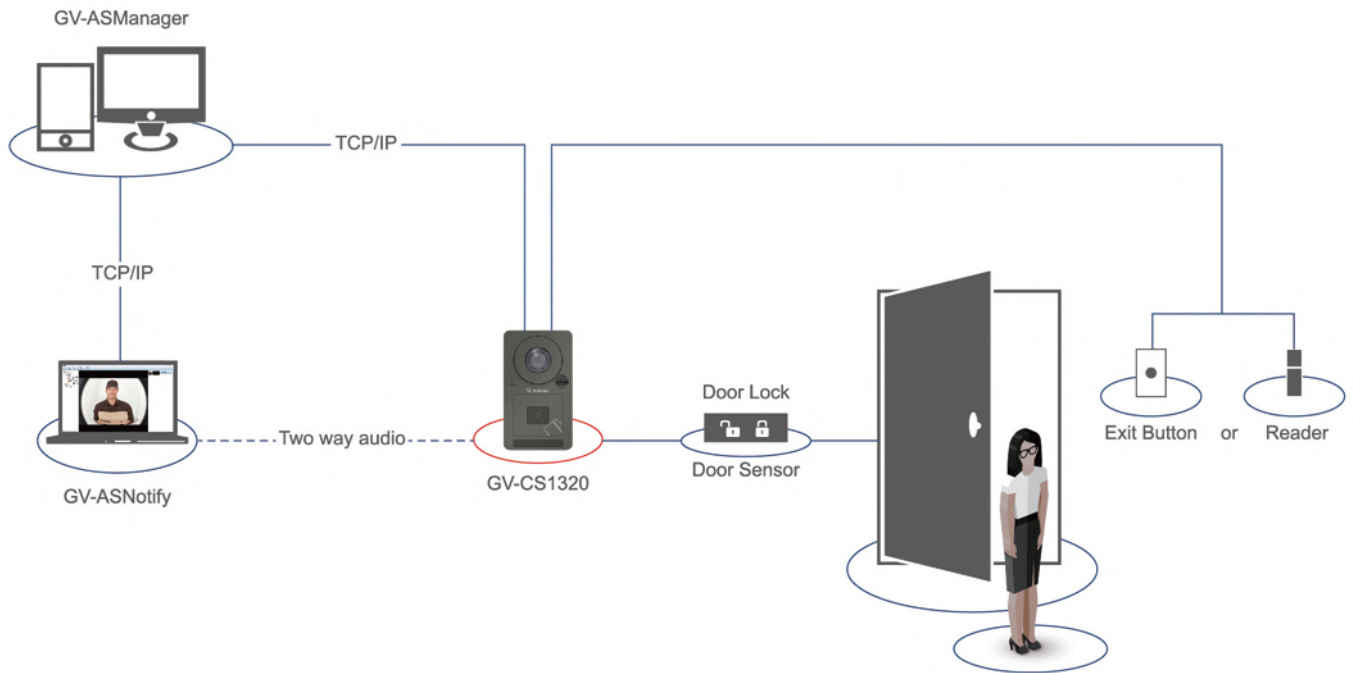 GV-ASManager
TCP/IP
TCP/IP
Two way audio
GV-ASNotify
GV-CS1320
Door Lock
Door Sensor
Exit Button or Reader